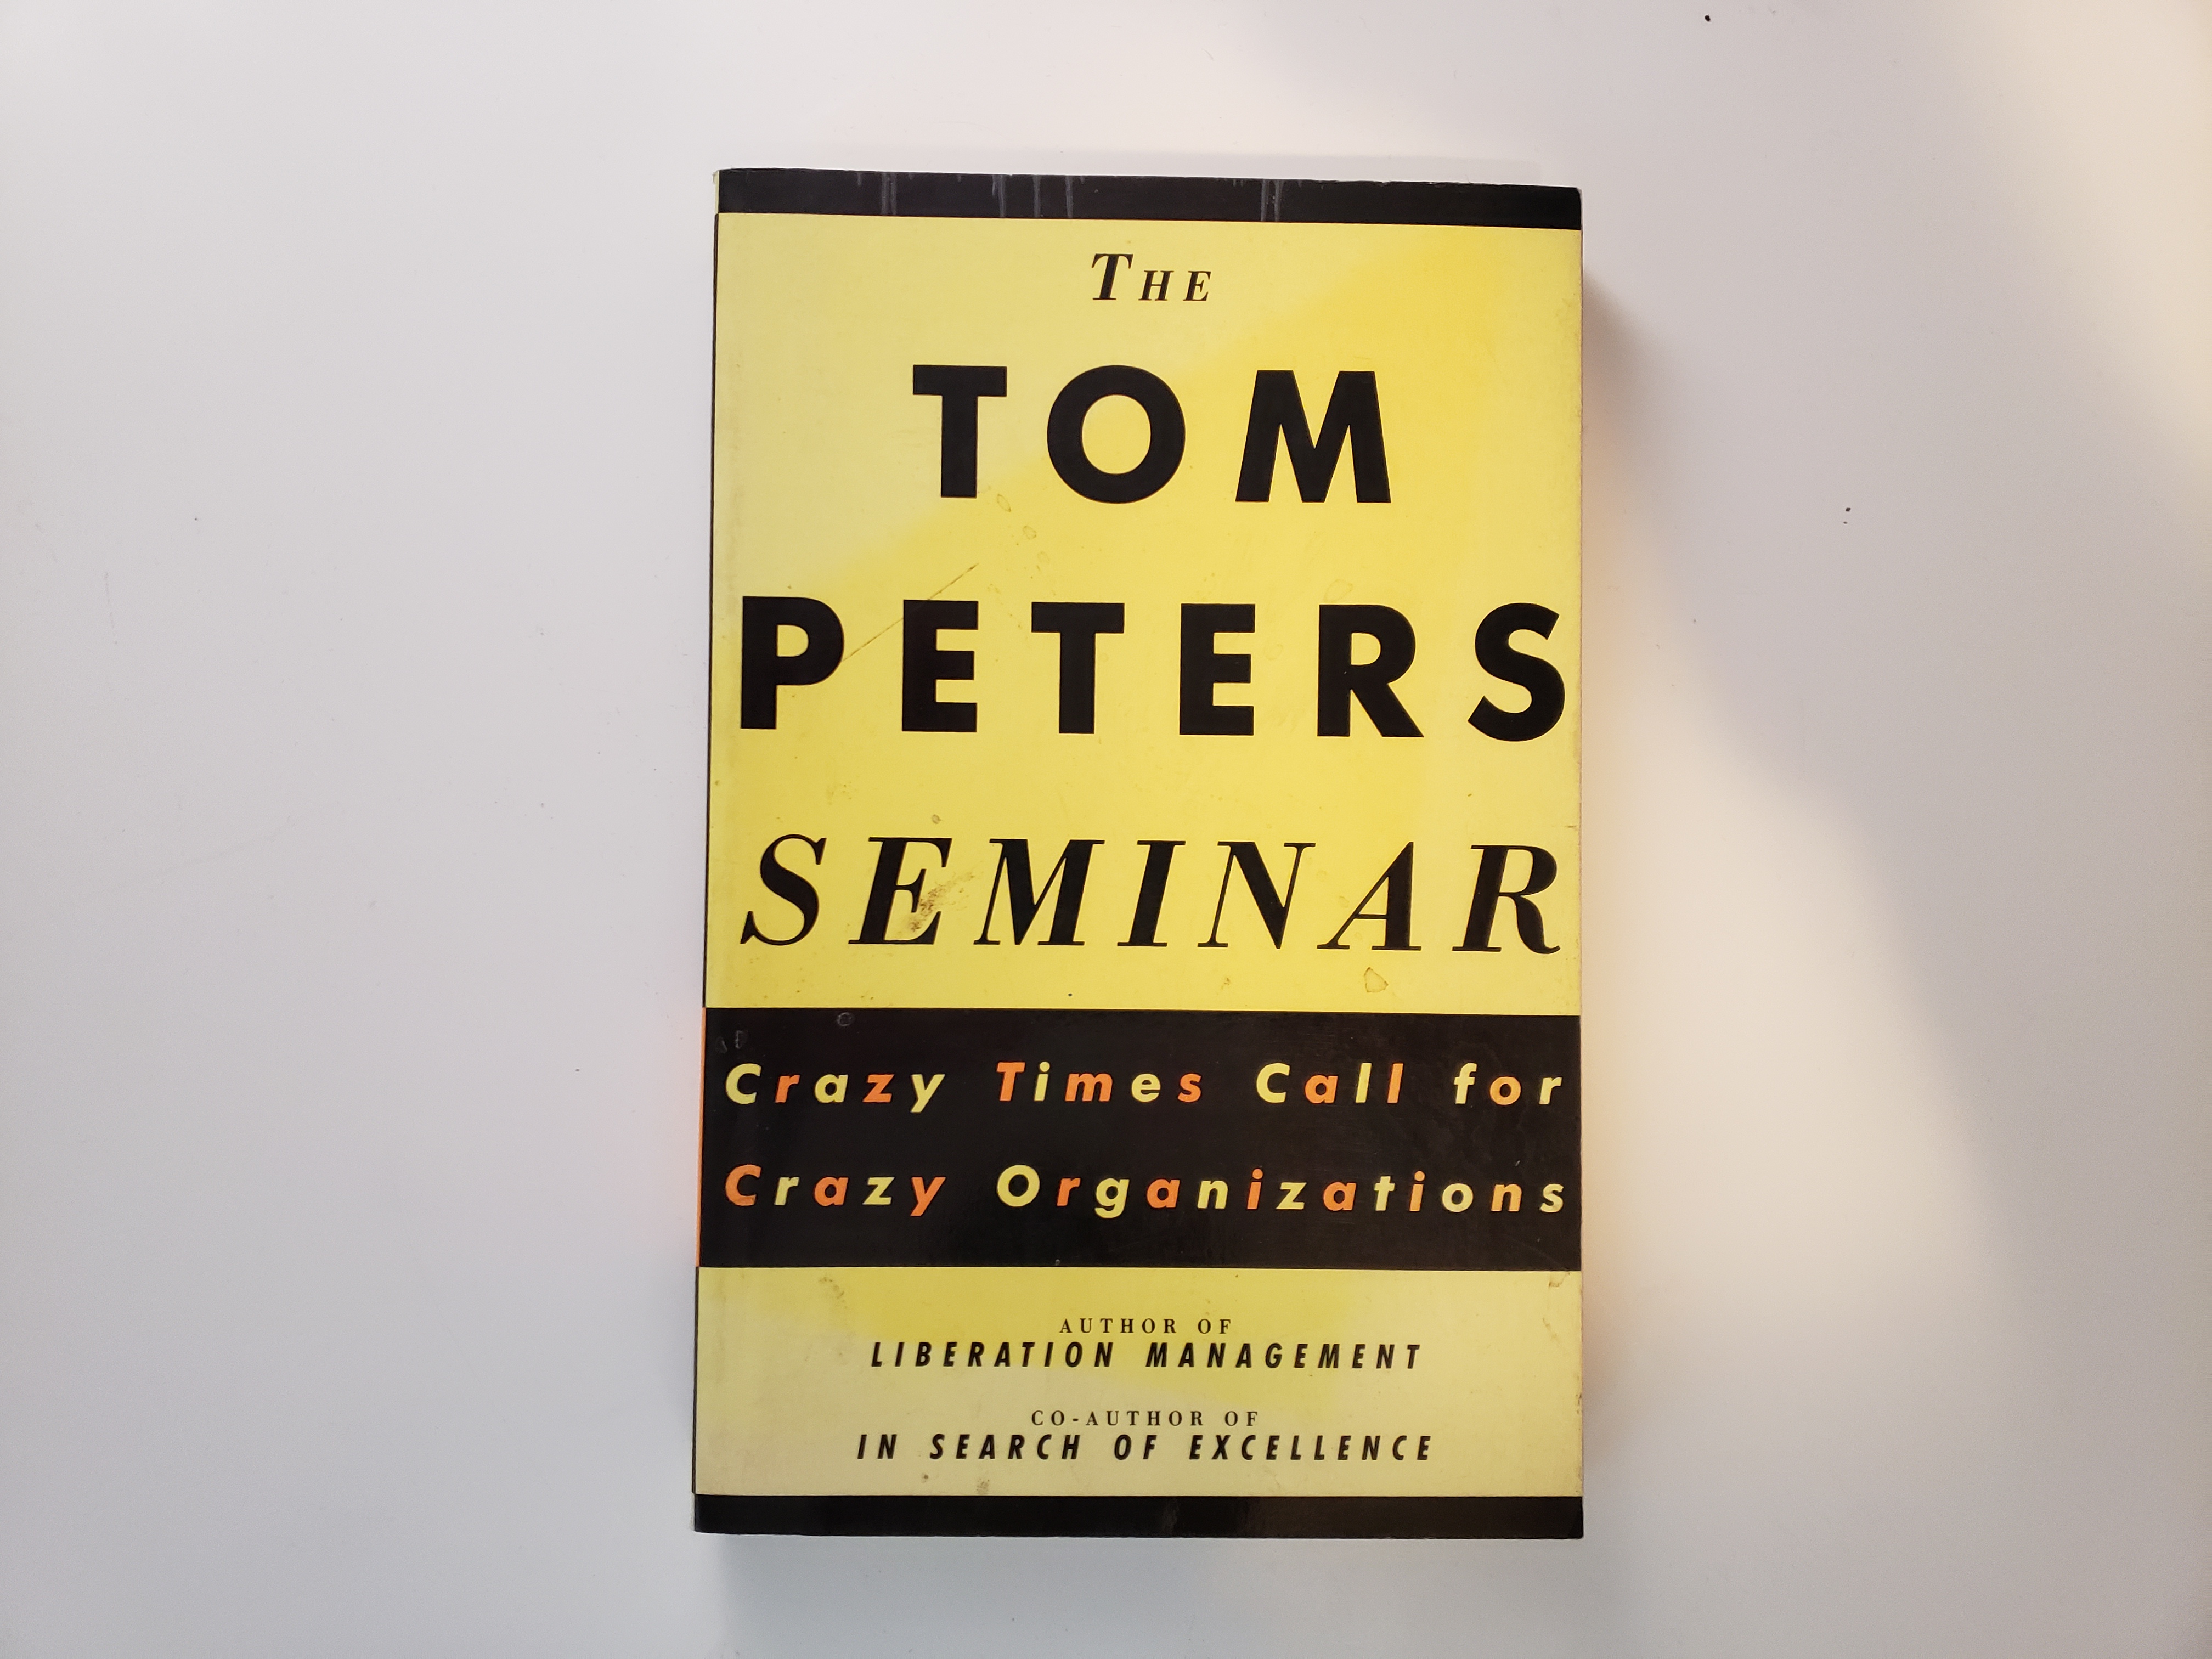 The
TOM
PETERS
SEMINAR
Crazy Times Call for
Crazy Organizations
AUTHOR OF
LIBERATION MANAGEMENT
CO-AUTHOR OF
IN SEARCH OF EXCELLENCE